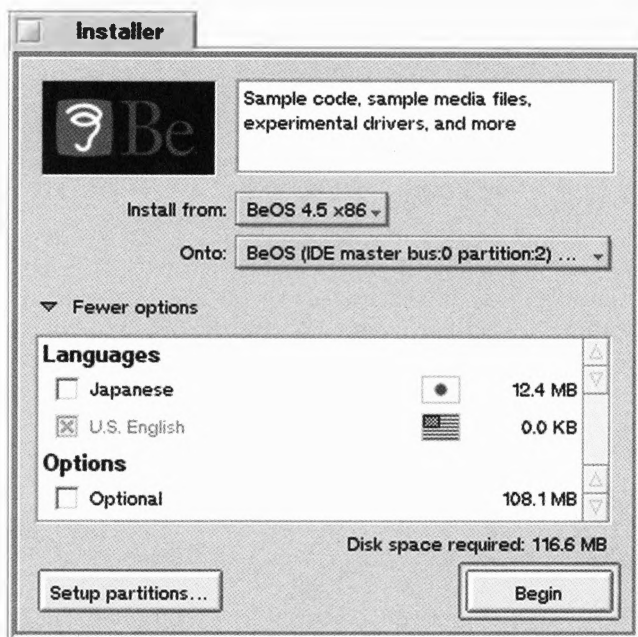 Installer
Be
Sample code, sample media files,
experimental drivers, and more
Install from: BeOS 4.5 x86
Onto: BeOS (IDE master bus:0 partition:2) ...
Fewer options
Languages
Japanese 12.4 MB
U.S. English 0.0 KB
Options
Optional 108.1 MB
Disk space required: 116.6 MB
Setup partitions... Begin